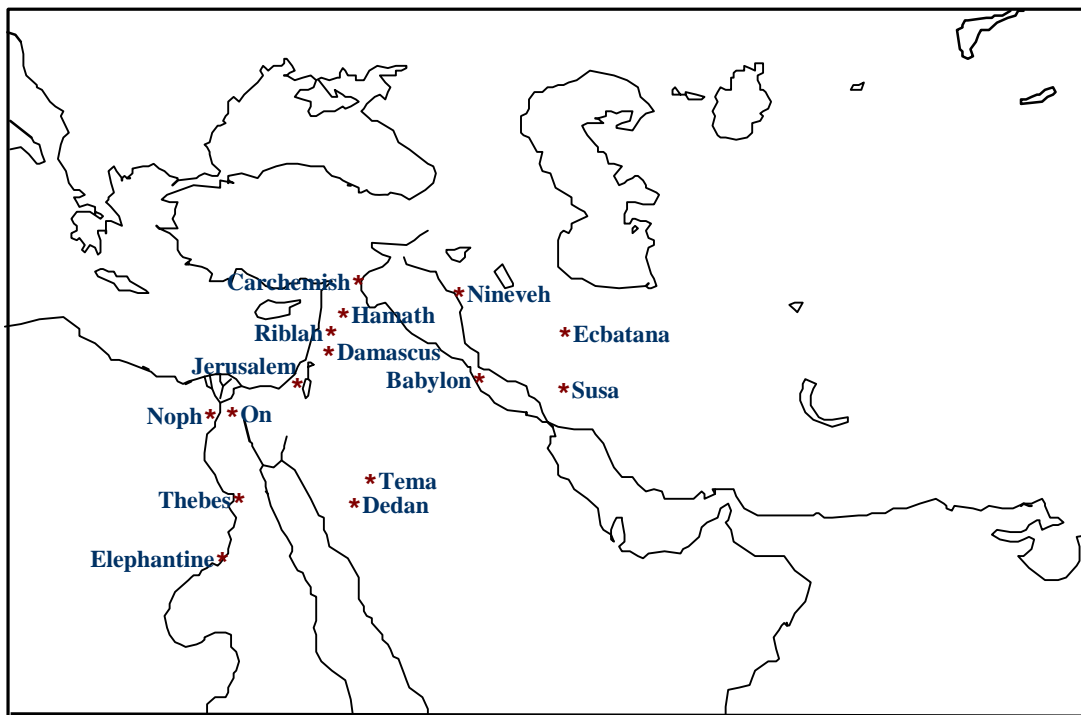 Carchemish
Nineveh
Hamath
Riblah
Ecbatana
Damascus
Jerusalem
Babylon
Susa
Noph
On
Tema
Thebes
Dedan
Elephantine